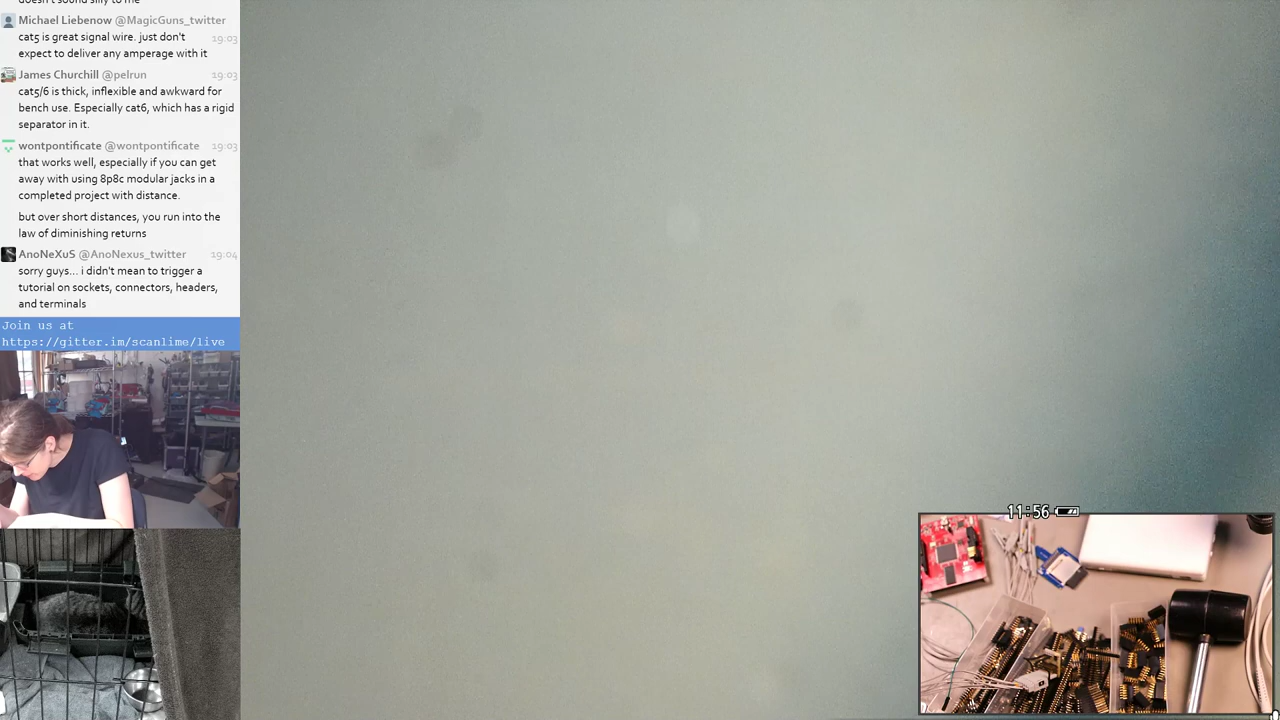 doesn't sound silly to me
Michael Liebenow @MagicGuns_twitter
cat5 is great signal wire. just don't 19:03
expect to deliver any amperage with it
James Churchill @pelrun 19:03
cat5/6 is thick, inflexible and awkward for
bench use. Especially cat6, which has a rigid
separator in it.
wontpontificate @wontpontificate 19:03
that works well, especially if you can get
away with using 8p8c modular jacks in a
completed project with distance.
but over short distances, you run into the
law of diminishing returns
AnoNeXuS @AnoNexus_twitter 19:04
sorry guys... i didn't mean to trigger a
tutorial on sockets, connectors, headers,
and terminals
Join us at
https://gitter.im/scanlime/live
11:56